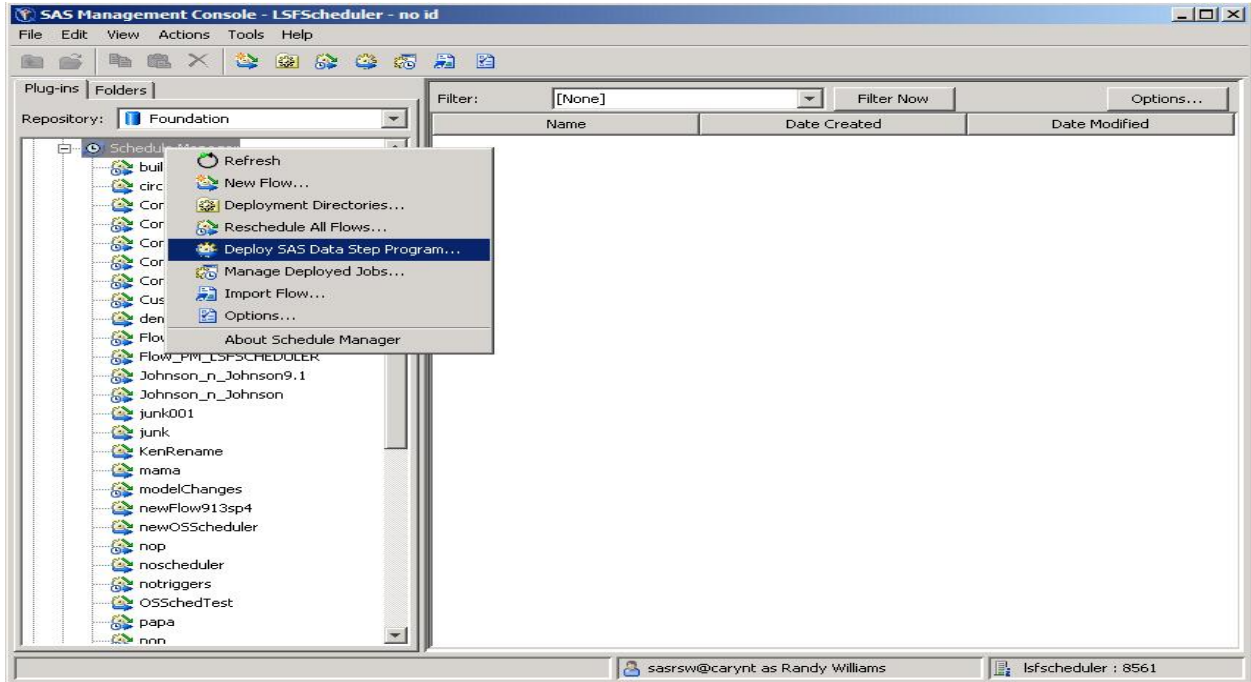 SAS Management Console - LSFScheduler - no id
File Edit View Actions Tools Help
Plug-ins Folders
Repository: Foundation
Filter: [None] Filter Now Options...
Name Date Created Date Modified
Refresh
New Flow...
Deployment Directories...
Reschedule All Flows...
Deploy SAS Data Step Program...
Manage Deployed Jobs...
Import Flow...
Options...
About Schedule Manager
Flow_PM_LSFSCHEDULER
Johnson_n_Johnson9.1
Johnson_n_Johnson
junk001
junk
KenRename
mama
modelChanges
newFlow913sp4
newOSScheduler
nop
noscheduler
notriggers
OSSchedTest
papa
sasrsw@carynt as Randy Williams
lsfscheduler : 8561